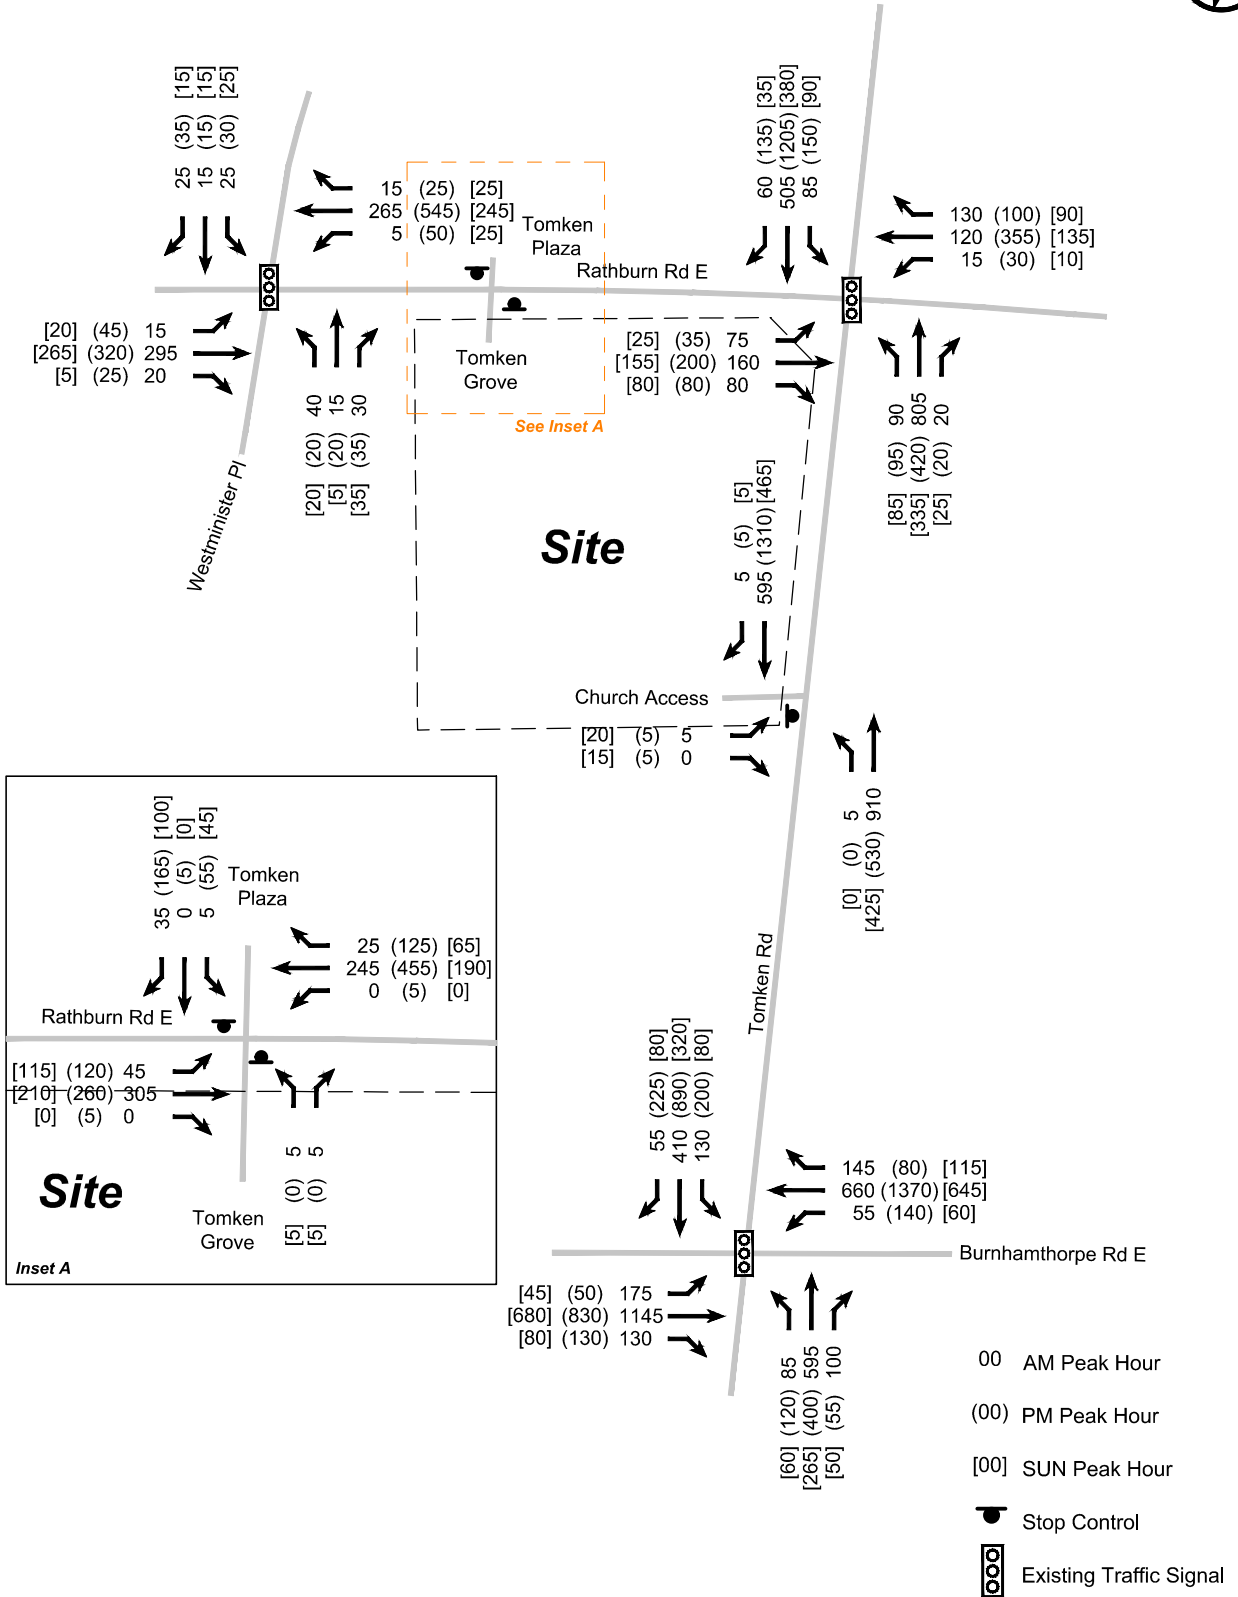 25 (35) [15]
15 (15) [15]
25 (30) [25]
15 (25) [25]
265 (545) [245]
5 (50) [25]
[20] (45) 15
[265] (320) 295
[5] (25) 20
[20] (20) 40
[5] (20) 15
[35] (35) 30
Westminister Pl
Tomken
Plaza
Rathburn Rd E
Tomken
Grove
See Inset A
60 (135) [35]
505 (1205) [380]
85 (150) [90]
130 (100) [90]
120 (355) [135]
15 (30) [10]
[25] (35) 75
[155] (200) 160
[80] (80) 80
[85] (95) 90
[335] (420) 805
[25] (20) 20
Site
5 (5) [5]
595 (1310) [465]
Church Access
[20] (5) 5
[15] (5) 0
[0] (0) 5
[425] (530) 910
Tomken Rd
35 (165) [100]
0 (5) [0]
5 (55) [45]
Tomken
Plaza
25 (125) [65]
245 (455) [190]
0 (5) [0]
Rathburn Rd E
[115] (120) 45
[210] (260) 305
[0] (5) 0
[5] (0) 5
[5] (0) 5
Site
Tomken
Grove
Inset A
55 (225) [80]
410 (890) [320]
130 (200) [80]
145 (80) [115]
660 (1370) [645]
55 (140) [60]
Burnhamthorpe Rd E
[45] (50) 175
[680] (830) 1145
[80] (130) 130
[60] (120) 85
[265] (400) 595
[50] (55) 100
00 AM Peak Hour
(00) PM Peak Hour
[00] SUN Peak Hour
Stop Control
Existing Traffic Signal